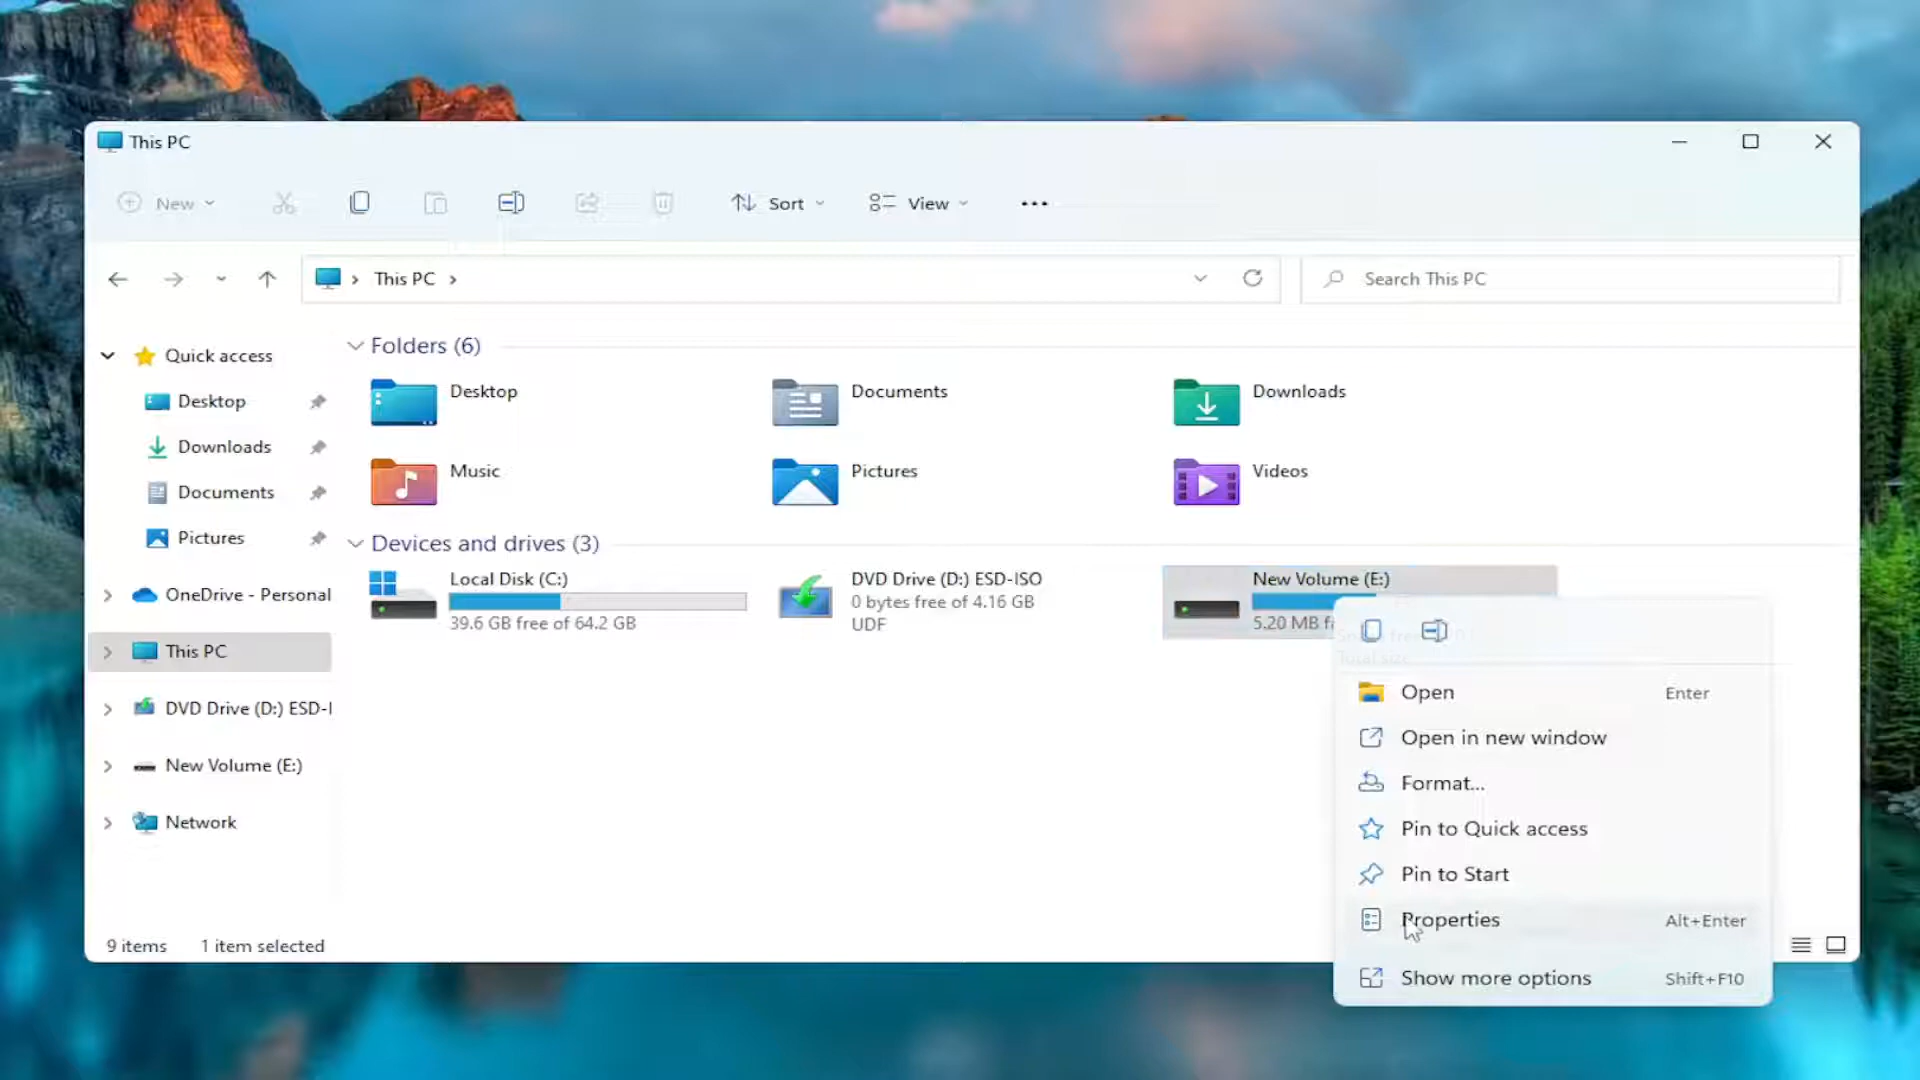 This PC
New
Sort
View
This PC
Search This PC
Quick access
Desktop
Downloads
Documents
Pictures
OneDrive - Personal
This PC
DVD Drive (D:) ESD-I
New Volume (E:)
Network
Folders (6)
Desktop
Documents
Downloads
Music
Pictures
Videos
Devices and drives (3)
Local Disk (C:)
39.6 GB free of 64.2 GB
DVD Drive (D:) ESD-ISO
0 bytes free of 4.16 GB
UDF
New Volume (E:)
5.20 MB
Open Enter
Open in new window
Format...
Pin to Quick access
Pin to Start
Properties Alt+Enter
Show more options Shift+F10
9 items 1 item selected